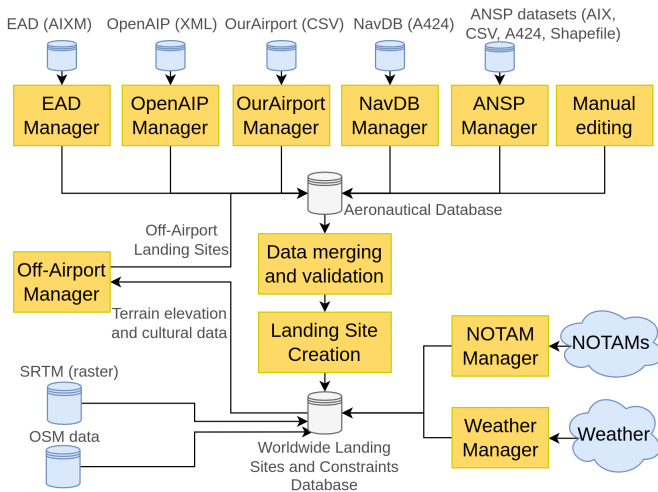 EAD (AIXM)
OpenAIP (XML)
OurAirport (CSV)
NavDB (A424)
ANSP datasets (AIX,
CSV, A424, Shapefile)
EAD
Manager
OpenAIP
Manager
OurAirport
Manager
NavDB
Manager
ANSP
Manager
Manual
editing
Aeronautical Database
Off-Airport
Landing Sites
Data merging
and validation
Off-Airport
Manager
Terrain elevation
and cultural data
Landing Site
Creation
NOTAM
Manager
NOTAMs
SRTM (raster)
OSM data
Worldwide Landing
Sites and Constraints
Database
Weather
Manager
Weather